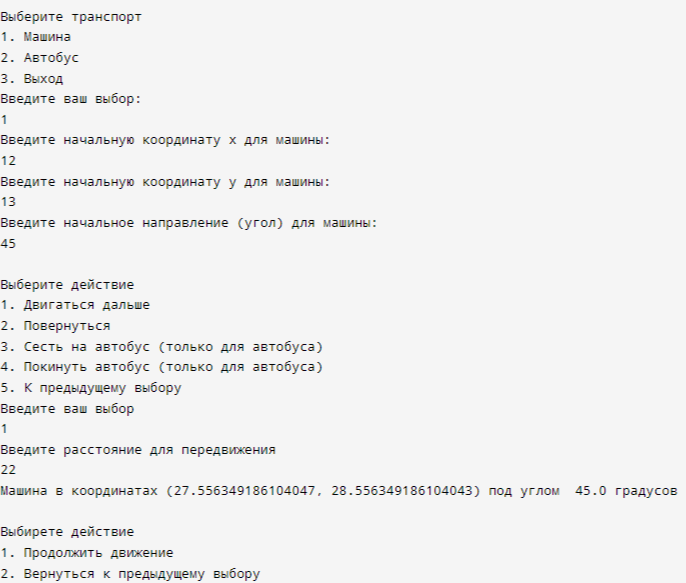 Выберите транспорт
1. Машина
2. Автобус
3. Выход
Введите ваш выбор:
1
Введите начальную координату x для машины:
12
Введите начальную координату y для машины:
13
Введите начальное направление (угол) для машины:
45
Выберите действие
1. Двигаться дальше
2. Повернуться
3. Сесть на автобус (только для автобуса)
4. Покинуть автобус (только для автобуса)
5. К предыдущему выбору
Введите ваш выбор
1
Введите расстояние для передвижения
22
Машина в координатах (27.556349186104047, 28.556349186104043) под углом  45.0 градусов
Выбирете действие
1. Продолжить движение
2. Вернуться к предыдущему выбору